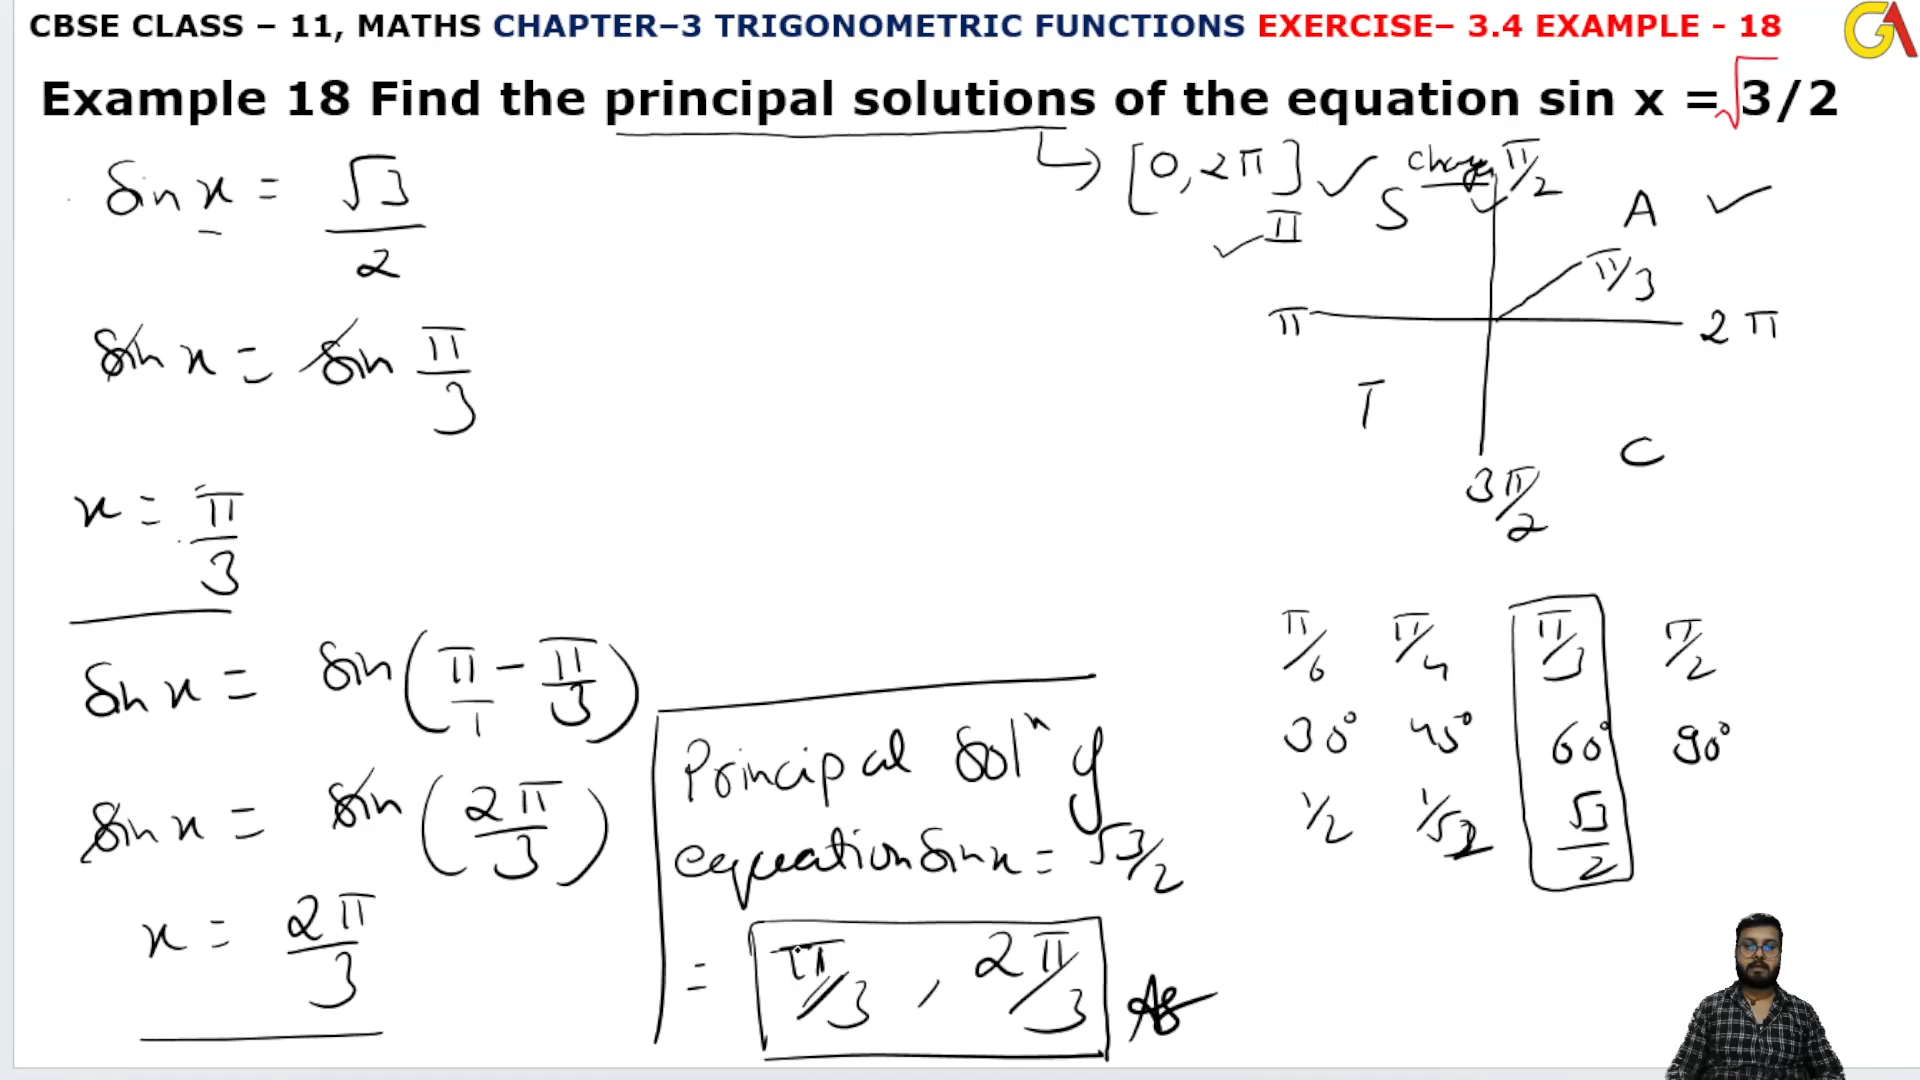 CBSE CLASS – 11, MATHS CHAPTER–3 TRIGONOMETRIC FUNCTIONS EXERCISE– 3.4 EXAMPLE - 18
GA
Example 18 Find the principal solutions of the equation sin x = √3/2
[0, 2π] ✓
✓ II
sin x = √3/2
sin x = sin π/3
x = π/3
sin x = sin (π/1 − π/3)
sin x = sin (2π/3)
x = 2π/3
Principal solⁿ of
equation sin x = √3/2
= π/3 , 2π/3
S π/2 A ✓
π/3
π 2π
T C
3π/2
π/6 π/4 π/3 π/2
30° 45° 60° 90°
1/2 1/√2 √3/2